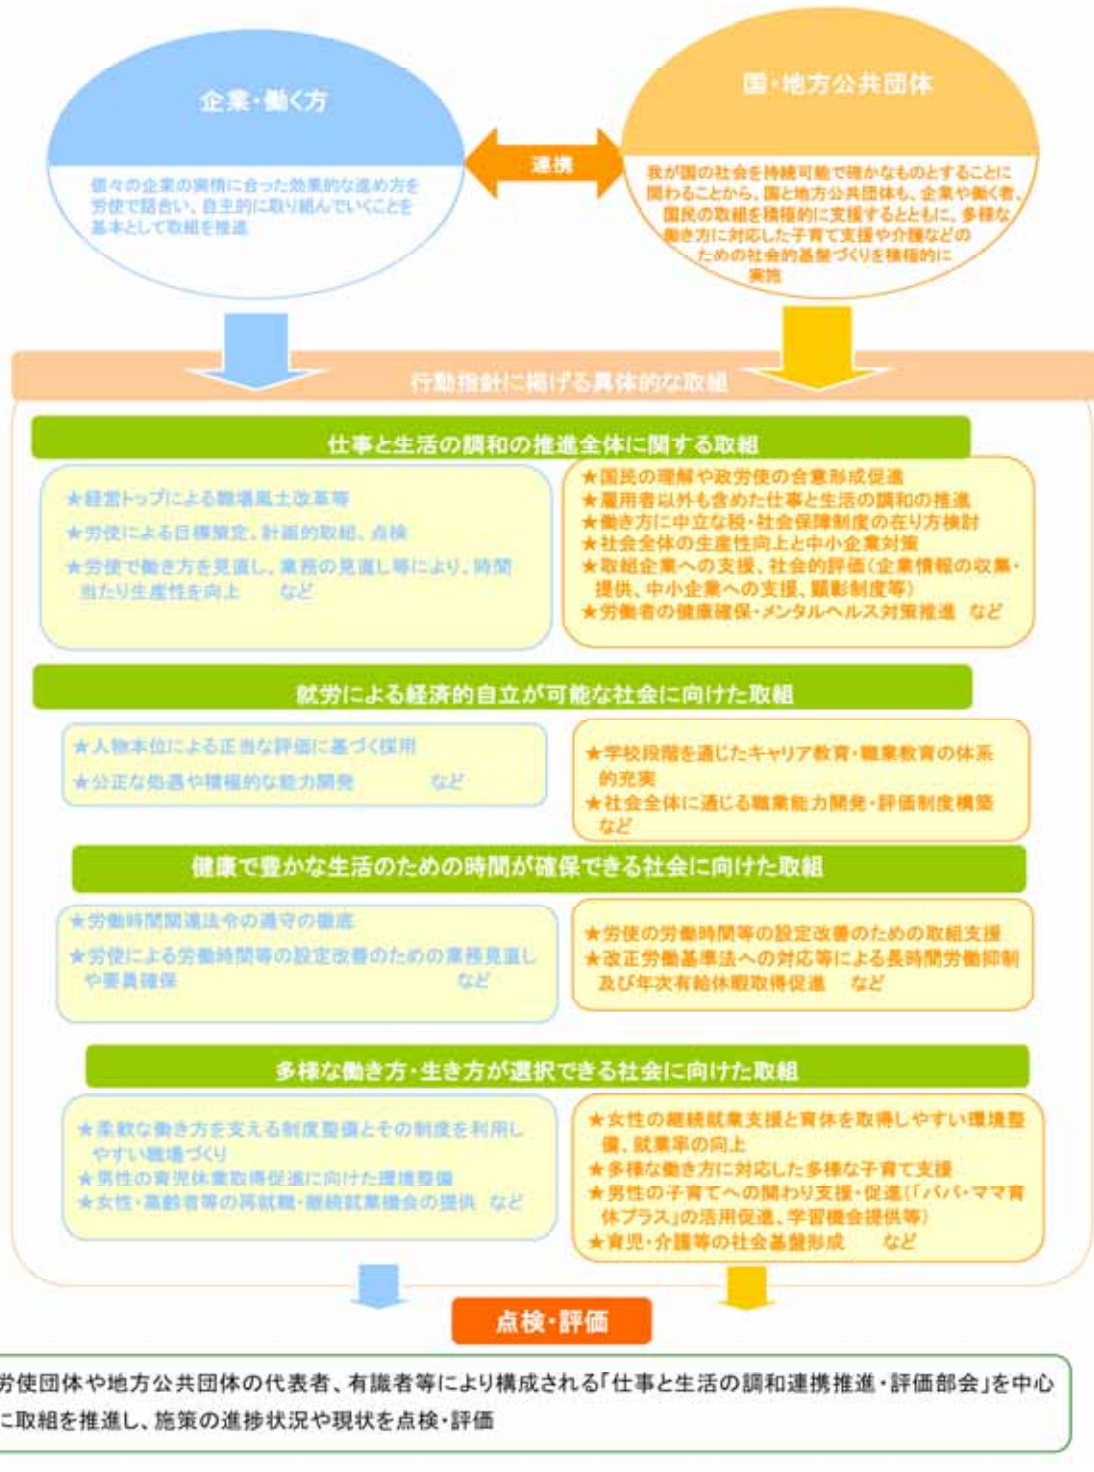 企業・働く方
個々の企業の実情に合った効果的な進め方を
労使で話合い、自主的に取り組んでいくことを
基本として取組を推進
連携
国・地方公共団体
我が国の社会を持続可能で確かなものとすることに
関わることから、国と地方公共団体も、企業や働く者、
国民の取組を積極的に支援するとともに、多様な
働き方に対応した子育て支援や介護などの
ための社会的基盤づくりを積極的に
実施
行動指針に掲げる具体的な取組
仕事と生活の調和の推進全体に関する取組
★経営トップによる職場風土改革等
★労使による目標策定、計画的取組、点検
★労使で働き方を見直し、業務の見直し等により、時間
当たり生産性を向上　　など
★国民の理解や政労使の合意形成促進
★雇用者以外も含めた仕事と生活の調和の推進
★働き方に中立な税・社会保障制度の在り方検討
★社会全体の生産性向上と中小企業対策
★取組企業への支援、社会的評価(企業情報の収集・
提供、中小企業への支援、顕彰制度等)
★労働者の健康確保・メンタルヘルス対策推進　など
就労による経済的自立が可能な社会に向けた取組
★人物本位による正当な評価に基づく採用
★公正な処遇や積極的な能力開発　　など
★学校段階を通じたキャリア教育・職業教育の体系
的充実
★社会全体に通じる職業能力開発・評価制度構築
など
健康で豊かな生活のための時間が確保できる社会に向けた取組
★労働時間関連法令の遵守の徹底
★労使による労働時間等の設定改善のための業務見直し
や要員確保　　など
★労使の労働時間等の設定改善のための取組支援
★改正労働基準法への対応等による長時間労働抑制
及び年次有給休暇取得促進　など
多様な働き方・生き方が選択できる社会に向けた取組
★柔軟な働き方を支える制度整備とその制度を利用し
やすい職場づくり
★男性の育児休業取得促進に向けた環境整備
★女性・高齢者等の再就職・継続就業機会の提供　など
★女性の継続就業支援と育休を取得しやすい環境整
備、就業率の向上
★多様な働き方に対応した多様な子育て支援
★男性の子育てへの関わり支援・促進(「パパ・ママ育
休プラス」の活用促進、学習機会提供等)
★育児・介護等の社会基盤形成　　など
点検・評価
労使団体や地方公共団体の代表者、有識者等により構成される「仕事と生活の調和連携推進・評価部会」を中心
に取組を推進し、施策の進捗状況や現状を点検・評価